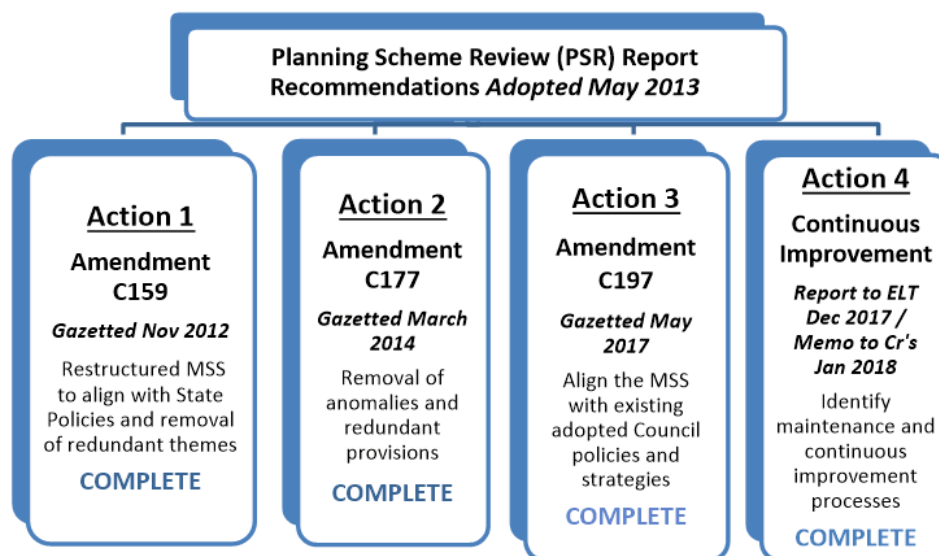 Planning Scheme Review (PSR) Report
Recommendations Adopted May 2013
Action 1
Amendment
C159
Gazetted Nov 2012
Restructured MSS
to align with State
Policies and removal
of redundant themes
COMPLETE
Action 2
Amendment
C177
Gazetted March
2014
Removal of
anomalies and
redundant
provisions
COMPLETE
Action 3
Amendment
C197
Gazetted May
2017
Align the MSS
with existing
adopted Council
policies and
strategies
COMPLETE
Action 4
Continuous
Improvement
Report to ELT
Dec 2017 /
Memo to Cr's
Jan 2018
Identify
maintenance and
continuous
improvement
processes
COMPLETE